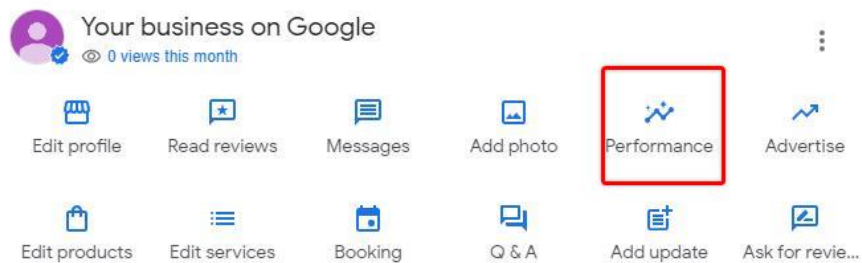 Your business on Google
0 views this month
Edit profile Read reviews Messages Add photo Performance Advertise
Edit products Edit services Booking Q & A Add update Ask for revie...